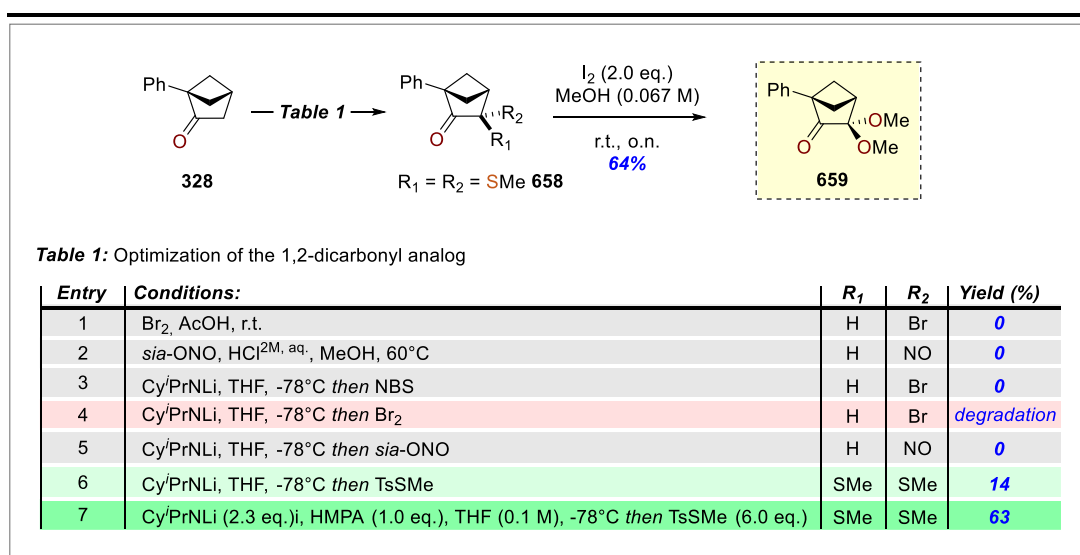 Ph
O
328
Table 1
Ph
O
R2
R1
R1 = R2 = SMe 658
I2 (2.0 eq.)
MeOH (0.067 M)
r.t., o.n.
64%
Ph
O
OMe
OMe
659
Table 1: Optimization of the 1,2-dicarbonyl analog
Entry Conditions: R1 R2 Yield (%)
1 Br2, AcOH, r.t. H Br 0
2 sia-ONO, HCl2M, aq., MeOH, 60°C H NO 0
3 CyiPrNLi, THF, -78°C then NBS H Br 0
4 CyiPrNLi, THF, -78°C then Br2 H Br degradation
5 CyiPrNLi, THF, -78°C then sia-ONO H NO 0
6 CyiPrNLi, THF, -78°C then TsSMe SMe SMe 14
7 CyiPrNLi (2.3 eq.)i, HMPA (1.0 eq.), THF (0.1 M), -78°C then TsSMe (6.0 eq.) SMe SMe 63